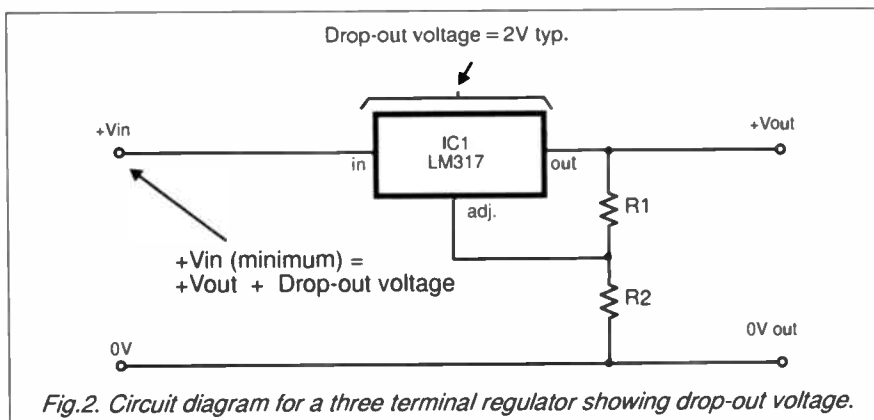 Drop-out voltage = 2V typ.
+Vin
IC1
LM317
+Vout
in
out
adj.
R1
+Vin (minimum) =
+Vout + Drop-out voltage
R2
0V
0V out
Fig.2. Circuit diagram for a three terminal regulator showing drop-out voltage.